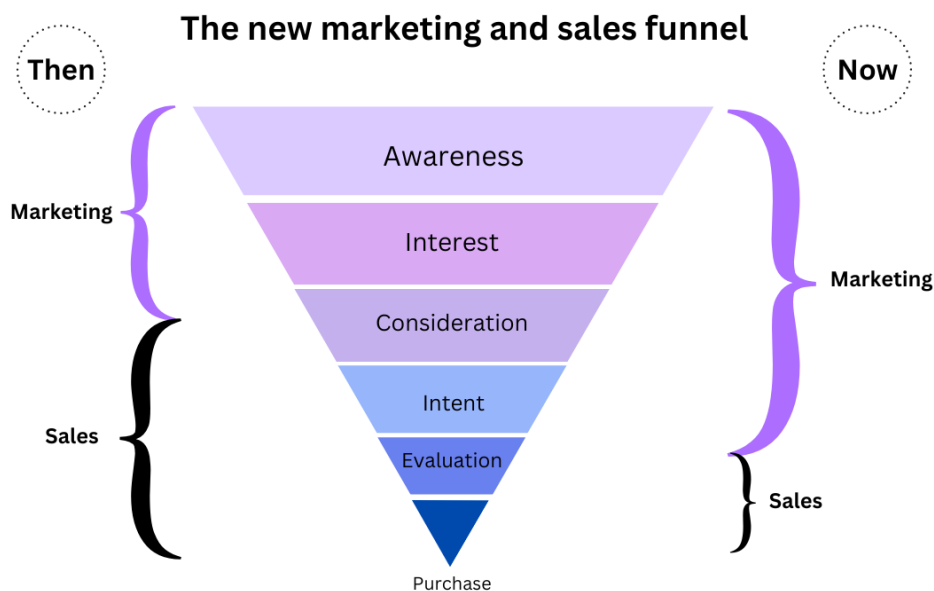 The new marketing and sales funnel
Then
Now
Awareness
Marketing
Interest
Marketing
Consideration
Intent
Sales
Evaluation
Sales
Purchase